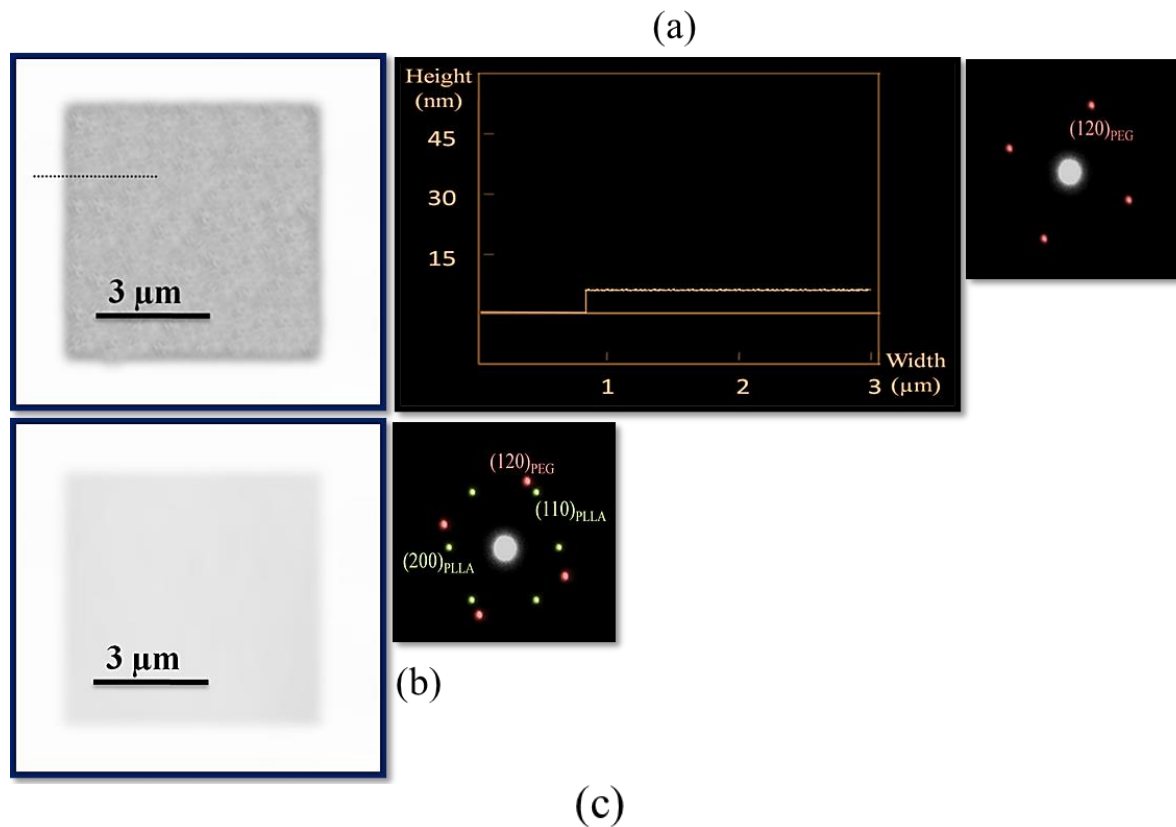 (a)
3 µm
Height
(nm)
45
30
15
1
2
3
Width
(µm)
(120)PEG
3 µm
(120)PEG
(110)PLLA
(200)PLLA
(b)
(c)